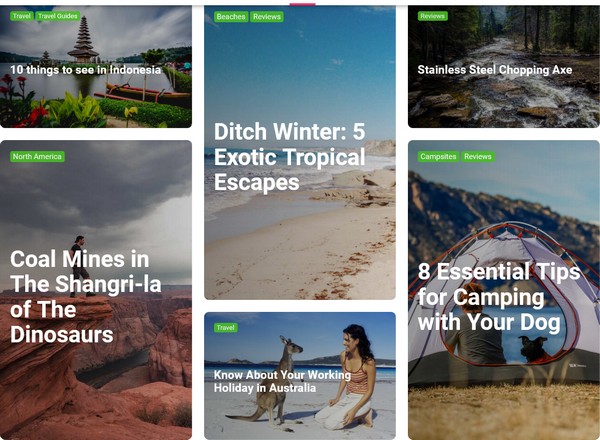 Travel Travel Guides
10 things to see in Indonesia
North America
Coal Mines in
The Shangri-la
of The
Dinosaurs
Beaches Reviews
Ditch Winter: 5
Exotic Tropical
Escapes
Travel
Know About Your Working
Holiday in Australia
Reviews
Stainless Steel Chopping Axe
Campsites Reviews
8 Essential Tips
for Camping
with Your Dog